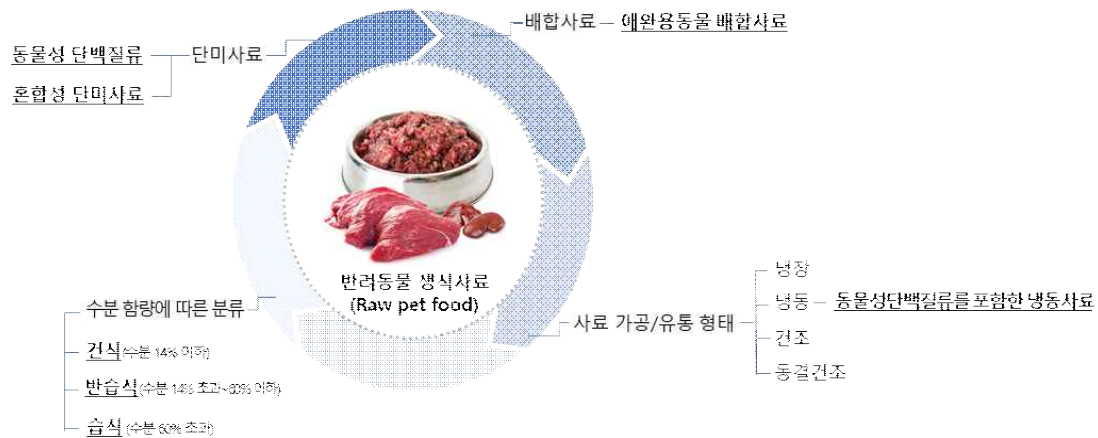 배합사료
애완용동물 배합사료
단미사료
동물성 단백질류
혼합성 단미사료
반려동물 생식사료
(Raw pet food)
수분 함량에 따른 분류
건식(수분 14% 이하)
반습식(수분 14% 초과~60% 이하)
습식 (수분 60% 초과)
사료 가공/유통 형태
냉장
냉동
동물성단백질류를 포함한 냉동사료
건조
동결건조